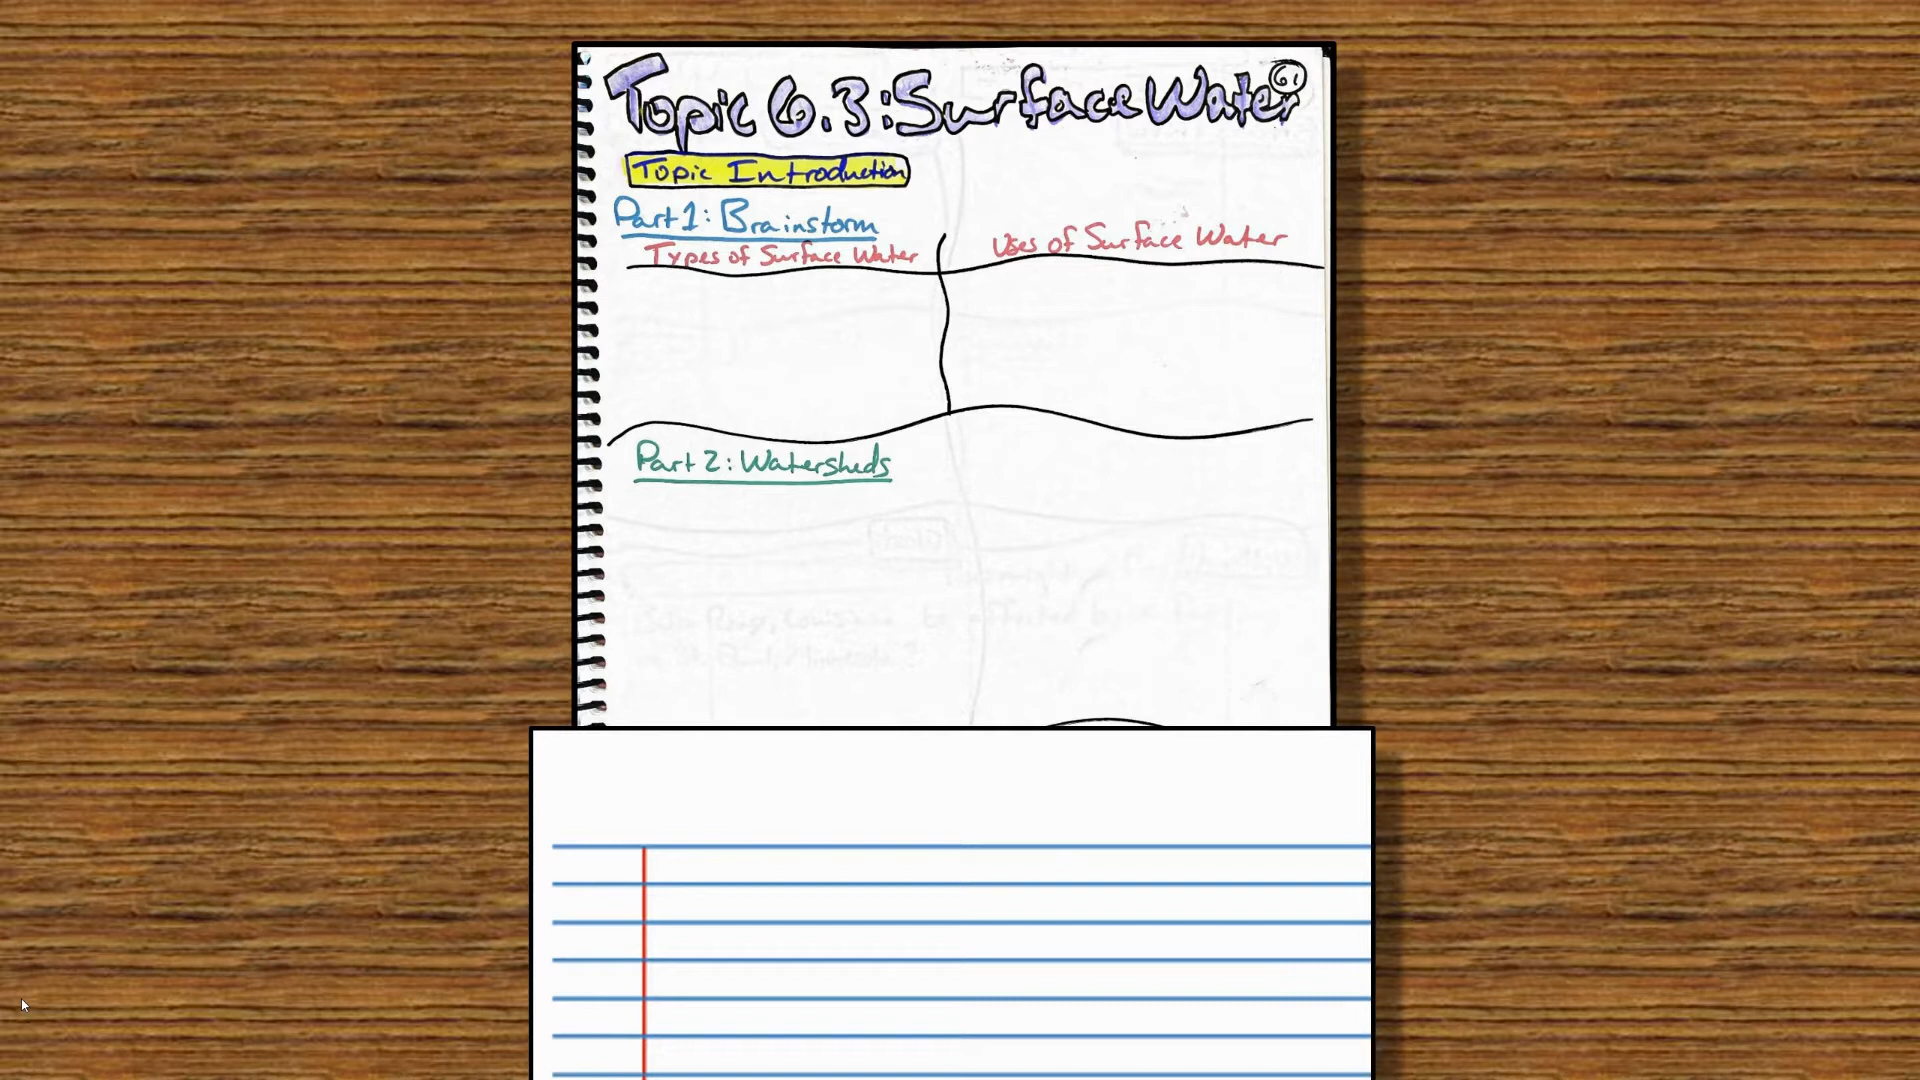 Topic 6.3: Surface Water
61
Topic Introduction
Part 1: Brainstorm
Types of Surface Water
Uses of Surface Water
Part 2: Watersheds